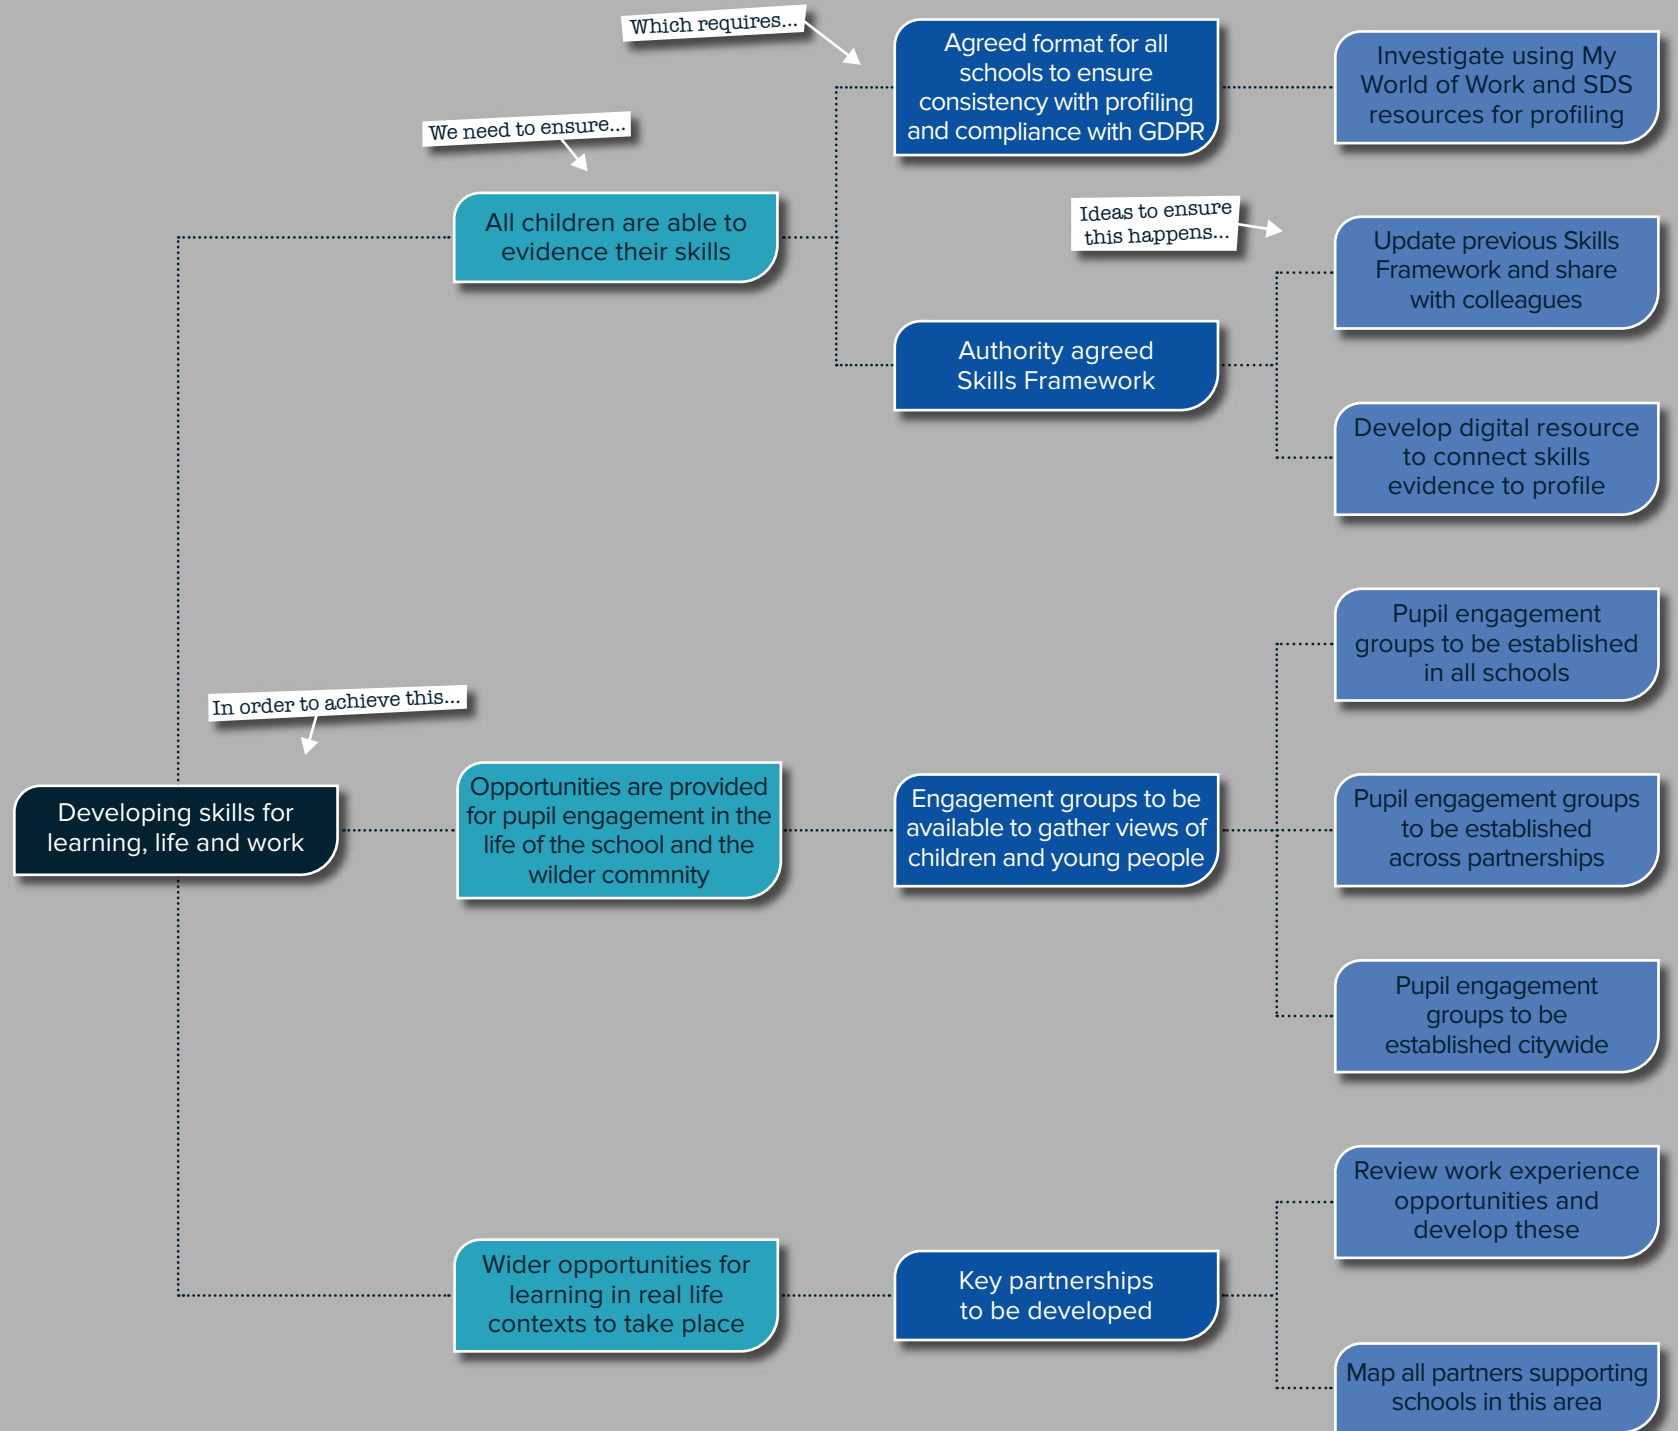 Which requires...
Agreed format for all
schools to ensure
consistency with profiling
and compliance with GDPR
Investigate using My
World of Work and SDS
resources for profiling
We need to ensure...
All children are able to
evidence their skills
Ideas to ensure
this happens...
Update previous Skills
Framework and share
with colleagues
Authority agreed
Skills Framework
Develop digital resource
to connect skills
evidence to profile
Pupil engagement
groups to be established
in all schools
In order to achieve this...
Developing skills for
learning, life and work
Opportunities are provided
for pupil engagement in the
life of the school and the
wilder commnity
Engagement groups to be
available to gather views of
children and young people
Pupil engagement groups
to be established
across partnerships
Pupil engagement
groups to be
established citywide
Review work experience
opportunities and
develop these
Wider opportunities for
learning in real life
contexts to take place
Key partnerships
to be developed
Map all partners supporting
schools in this area